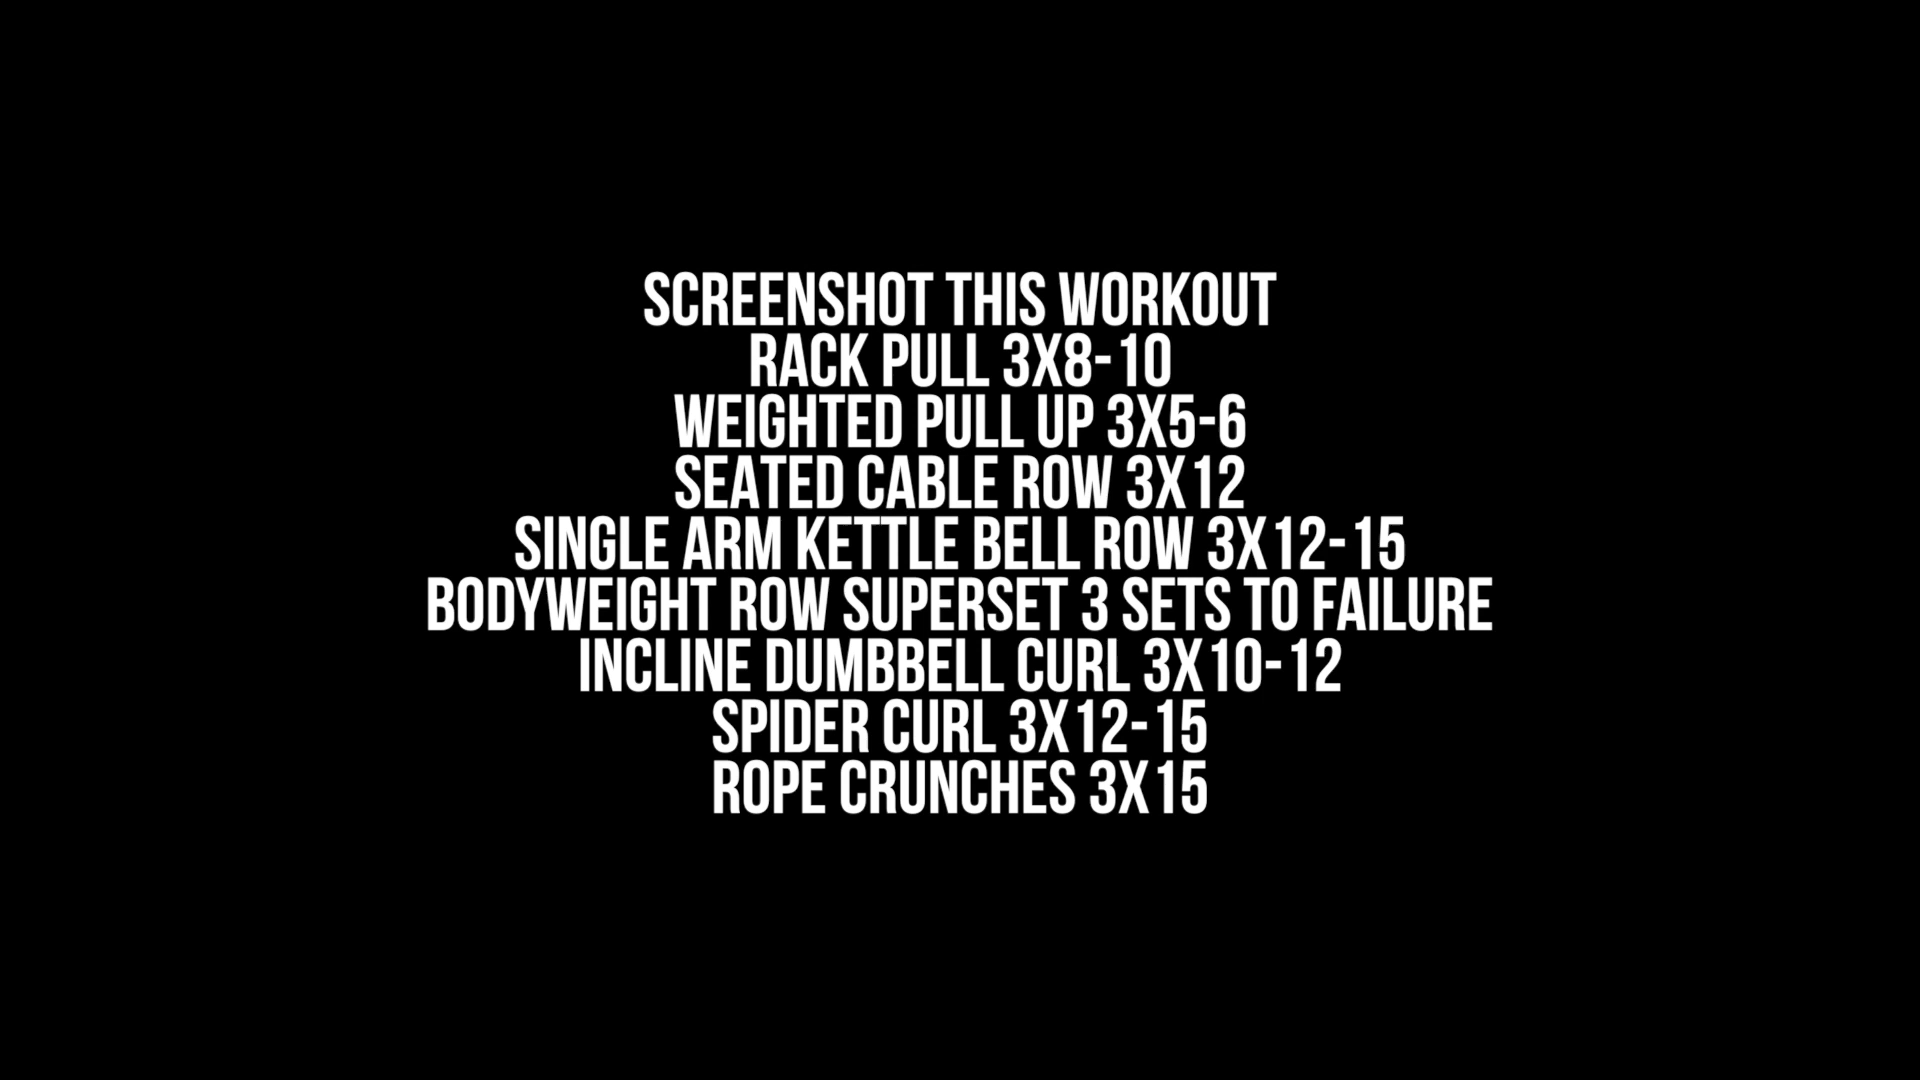 SCREENSHOT THIS WORKOUT
RACK PULL 3X8-10
WEIGHTED PULL UP 3X5-6
SEATED CABLE ROW 3X12
SINGLE ARM KETTLE BELL ROW 3X12-15
BODYWEIGHT ROW SUPERSET 3 SETS TO FAILURE
INCLINE DUMBBELL CURL 3X10-12
SPIDER CURL 3X12-15
ROPE CRUNCHES 3X15